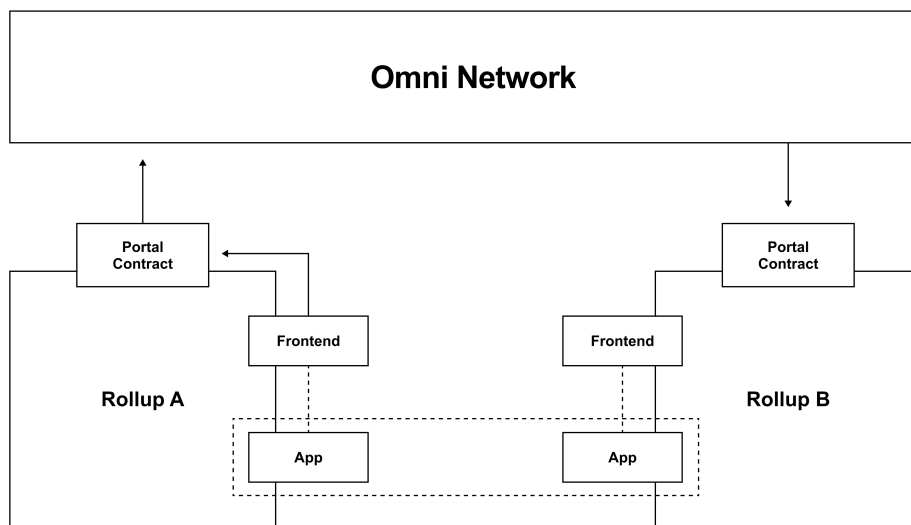 Omni Network
Portal
Contract
Portal
Contract
Frontend
Frontend
Rollup A
Rollup B
App
App